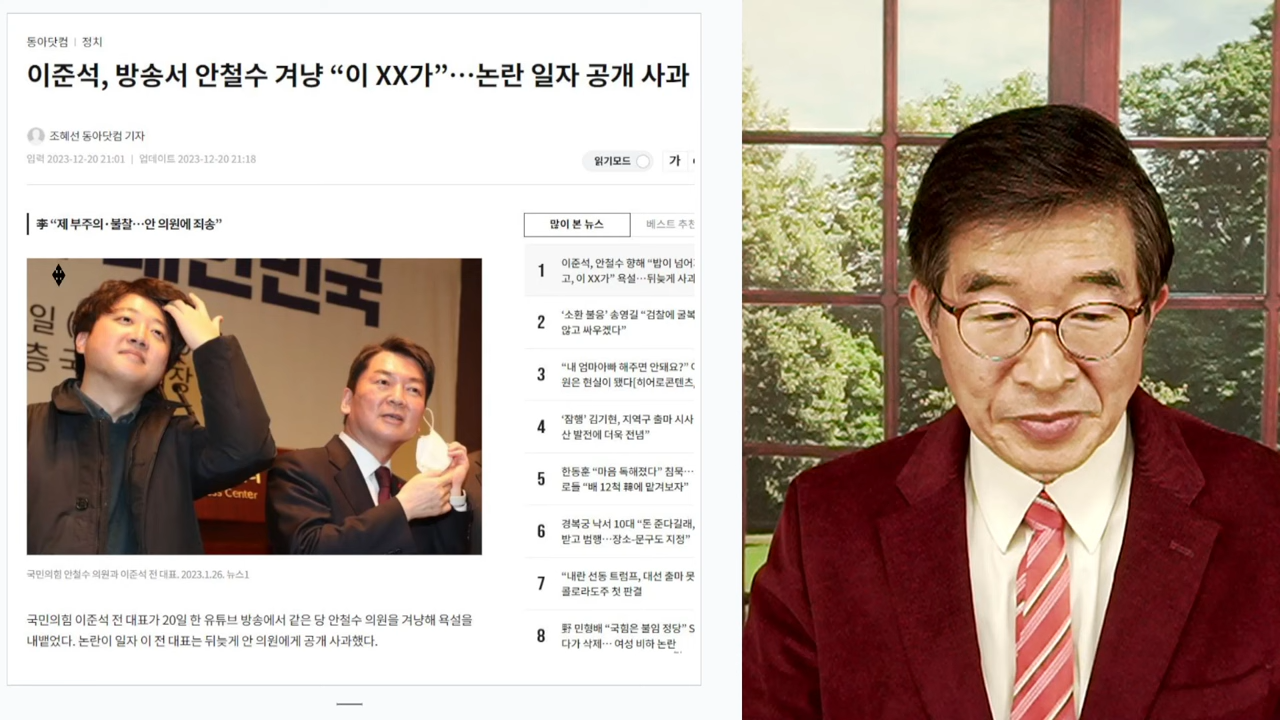 동아닷컴 | 정치
이준석, 방송서 안철수 겨냥 “이 XX가”…논란 일자 공개 사과
조혜선 동아닷컴 기자
입력 2023-12-20 21:01 | 업데이트 2023-12-20 21:18
읽기모드
가
李 “제 부주의·불찰…안 의원에 죄송”
대한민국
일
층 국
장
ss Center
국민의힘 안철수 의원과 이준석 전 대표. 2023.1.26. 뉴스1
국민의힘 이준석 전 대표가 20일 한 유튜브 방송에서 같은 당 안철수 의원을 겨냥해 욕설을
내뱉었다. 논란이 일자 이 전 대표는 뒤늦게 안 의원에게 공개 사과했다.
많이 본 뉴스
베스트 추천
1
이준석, 안철수 향해 “밥이 넘어
고, 이 XX가” 욕설…뒤늦게 사과
2
‘소환 불응’ 송영길 “검찰에 굴복
않고 싸우겠다”
3
“내 엄마아빠 해주면 안돼요?”
원은 현실이 됐다[히어로콘텐츠
4
‘잠행’ 김기현, 지역구 출마 시사
산 발전에 더욱 전념”
5
한동훈 “마음 독해졌다” 침묵…
로들 “배 12척 韓에 맡겨보자”
6
경복궁 낙서 10대 “돈 준다길래,
받고 범행…장소-문구도 지정”
7
“내란 선동 트럼프, 대선 출마 못
콜로라도주 첫 판결
8
野 민형배 “국힘은 불임 정당” S
다가 삭제… 여성 비하 논란